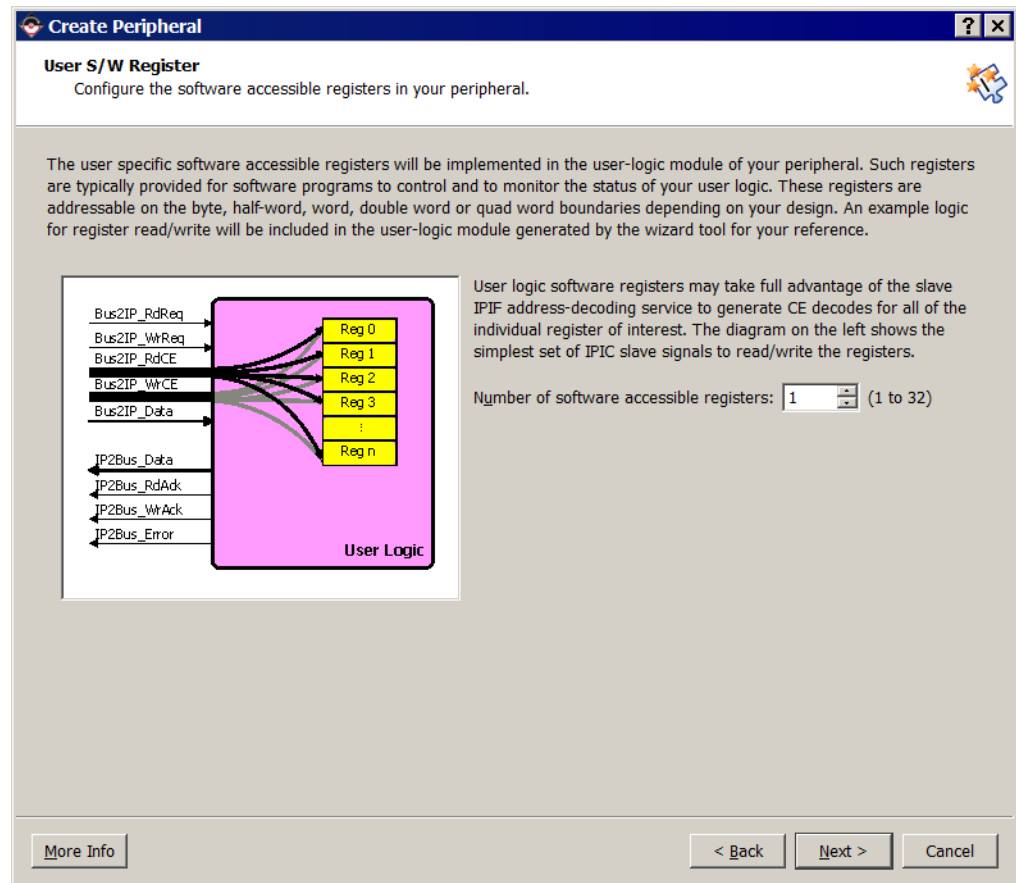 Create Peripheral
User S/W Register
Configure the software accessible registers in your peripheral.
The user specific software accessible registers will be implemented in the user-logic module of your peripheral. Such registers
are typically provided for software programs to control and to monitor the status of your user logic. These registers are
addressable on the byte, half-word, word, double word or quad word boundaries depending on your design. An example logic
for register read/write will be included in the user-logic module generated by the wizard tool for your reference.
Bus2IP_RdReq
Bus2IP_WrReq
Bus2IP_RdCE
Bus2IP_WrCE
Bus2IP_Data
IP2Bus_Data
IP2Bus_RdAck
IP2Bus_WrAck
IP2Bus_Error
Reg 0
Reg 1
Reg 2
Reg 3
:
Reg n
User Logic
User logic software registers may take full advantage of the slave
IPIF address-decoding service to generate CE decodes for all of the
individual register of interest. The diagram on the left shows the
simplest set of IPIC slave signals to read/write the registers.
Number of software accessible registers: 1 (1 to 32)
More Info
< Back
Next >
Cancel